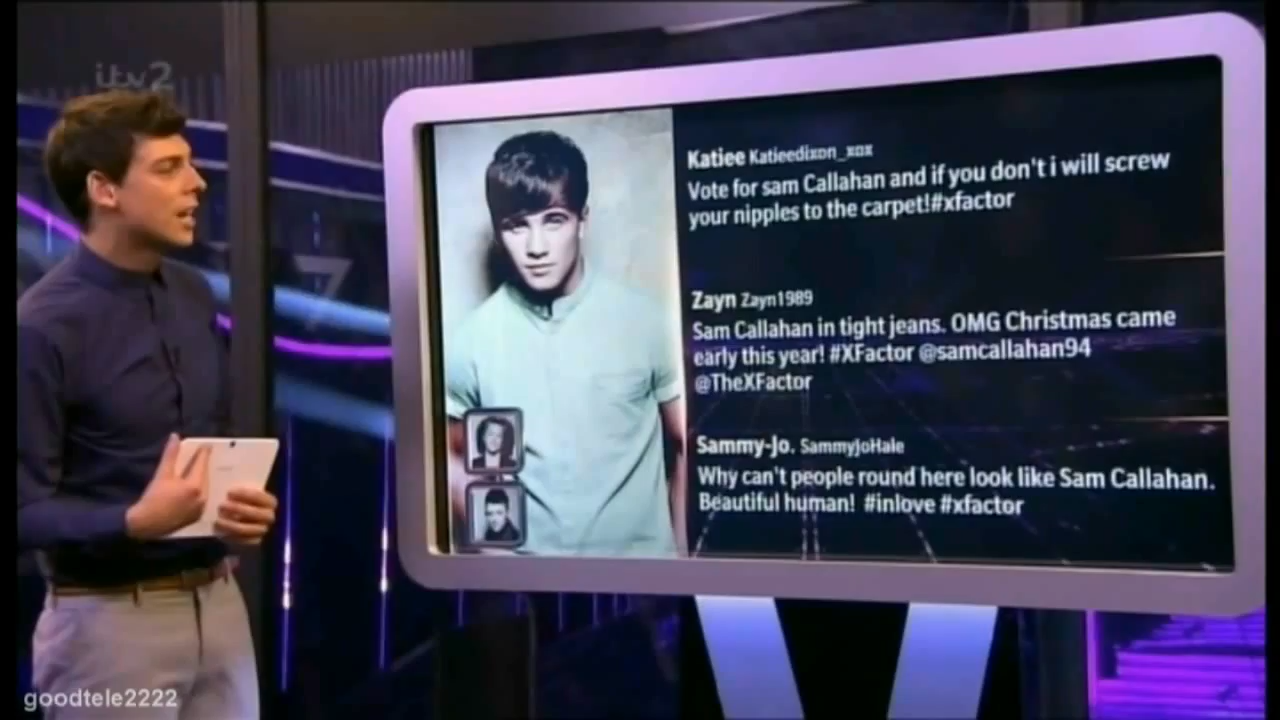 itv2
Katiee Katieedixon_xox
Vote for sam Callahan and if you don't i will screw
your nipples to the carpet!#xfactor
Zayn Zayn1989
Sam Callahan in tight jeans. OMG Christmas came
early this year! #XFactor @samcallahan94
@TheXFactor
Sammy-Jo. SammyJoHale
Why can't people round here look like Sam Callahan.
Beautiful human! #inlove #xfactor
goodtele2222